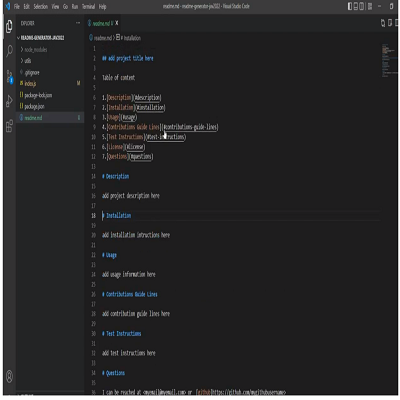 File Edit Selection View Go Run Terminal Help
readme.md - readme-generator-jw2022 - Visual Studio Code
EXPLORER
README-GENERATOR-JW2022
node_modules
utils
.gitignore
index.js
package-lock.json
package.json
readme.md
readme.md
readme.md > # Installation
1
2 ## add project title here
3
4 Table of content
5
6 1.[Description](#description)
7 2.[Installation](#installation)
8 3.[Usage](#usage)
9 4.[Contributions Guide Lines](#contributions-guide-lines)
10 5.[Test Instructions](#test-instructions)
11 6.[License](#license)
12 7.[Questions](#questions)
13
14 # Description
15
16 add project description here
17
18 # Installation
19
20 add installation intructions here
21
22 # Usage
23
24 add usage information here
25
26 # Contributions Guide Lines
27
28 add contribution guide lines here
29
30 # Test Instructions
31
32 add test instructions here
33
34 # Questions
35
36 I can be reached at <myemail@myemail.com> or [github](https://github.com/mygithubusername)